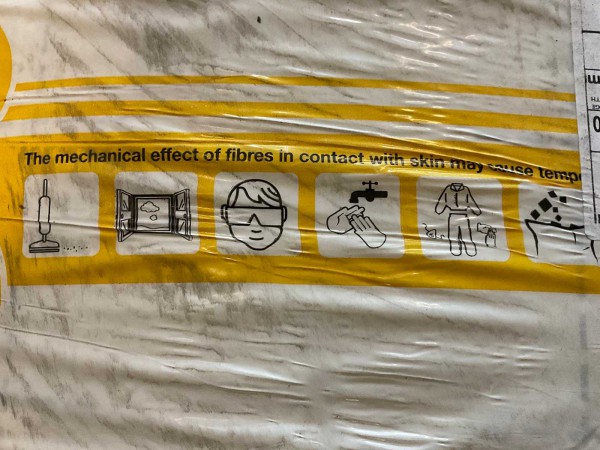 The mechanical effect of fibres in contact with skin may cause temp